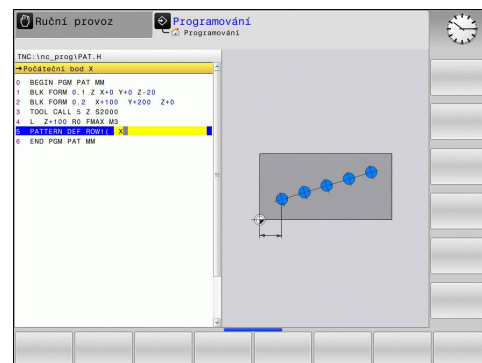 Ruční provoz
Programování
Programování
TNC:\nc_prog\PAT.H
→Počáteční bod X
0 BEGIN PGM PAT MM
1 BLK FORM 0.1 Z X+0 Y+0 Z-20
2 BLK FORM 0.2 X+100 Y+200 Z+0
3 TOOL CALL 5 Z S2000
4 L Z+100 R0 FMAX M3
5 PATTERN DEF ROW1( X
6 END PGM PAT MM